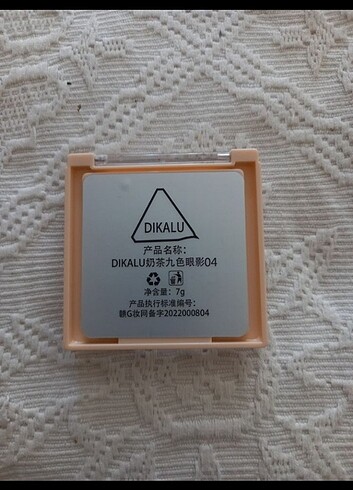 DIKALU
产品名称:
DIKALU奶茶九色眼影04
净含量: 7g
产品执行标准编号:
赣G妆网备字2022000804